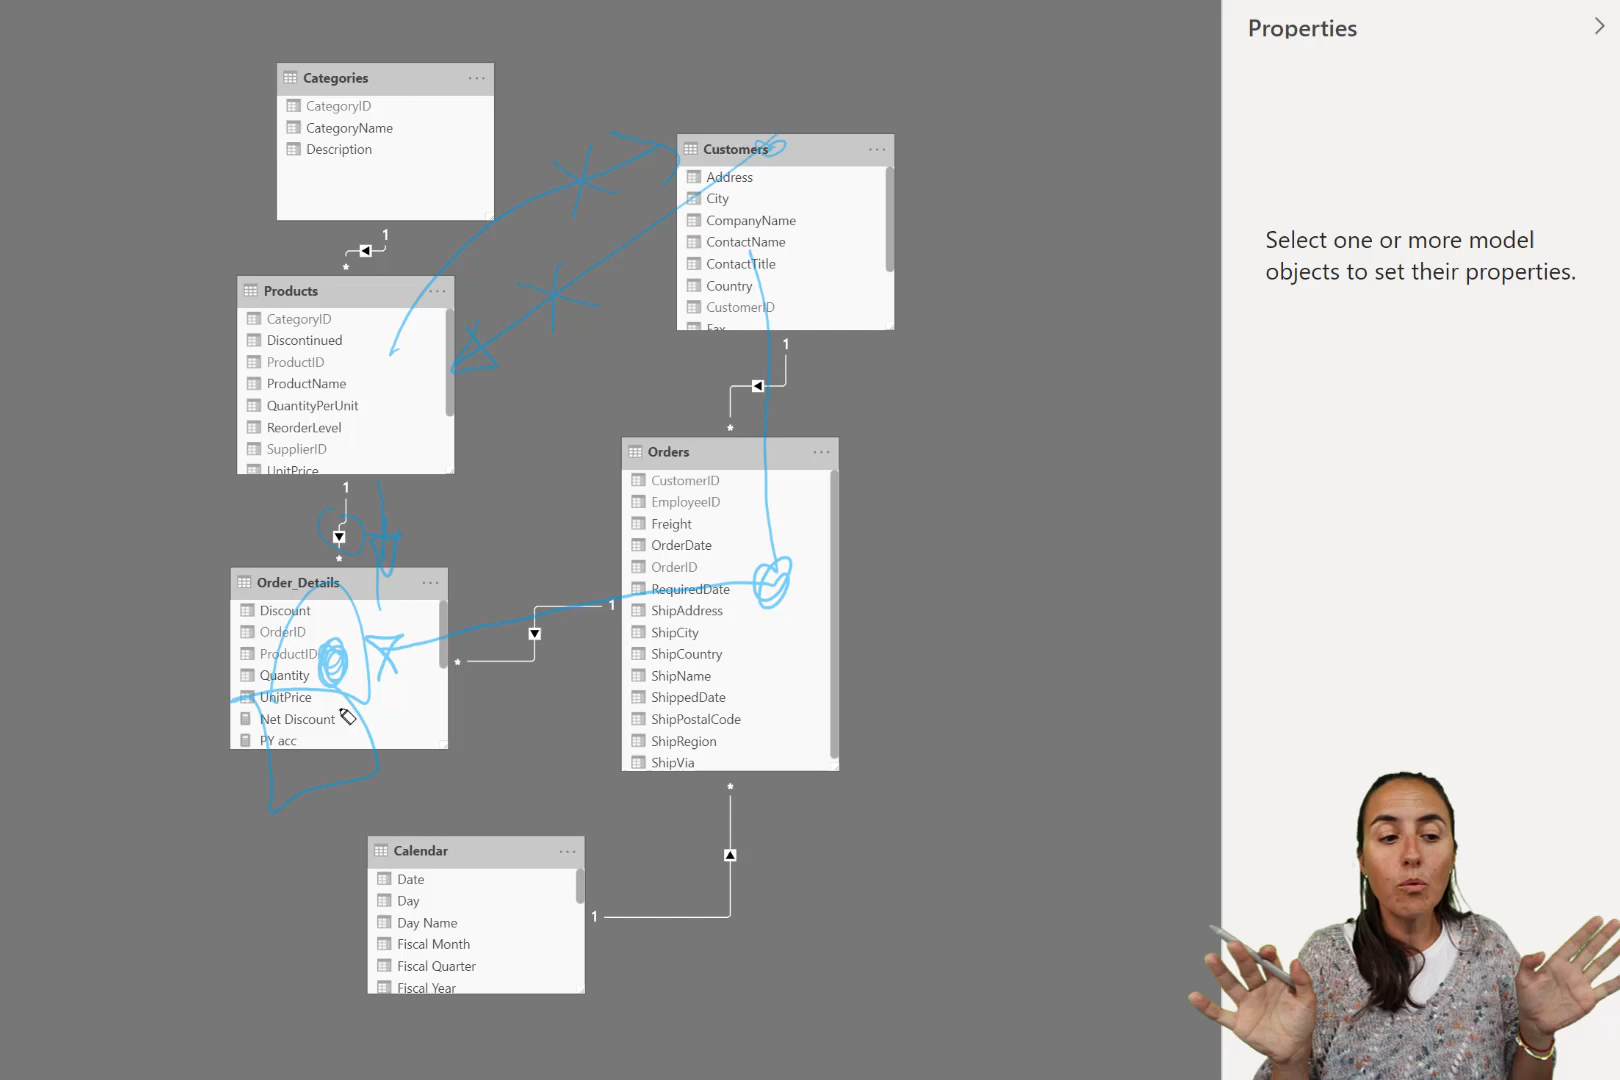 Properties
Select one or more model
objects to set their properties.
Categories
CategoryID
CategoryName
Description
1
*
Customers
Address
City
CompanyName
ContactName
ContactTitle
Country
CustomerID
Fax
1
*
Products
CategoryID
Discontinued
ProductID
ProductName
QuantityPerUnit
ReorderLevel
SupplierID
UnitPrice
1
*
Orders
CustomerID
EmployeeID
Freight
OrderDate
OrderID
RequiredDate
ShipAddress
ShipCity
ShipCountry
ShipName
ShippedDate
ShipPostalCode
ShipRegion
ShipVia
1
*
Order_Details
Discount
OrderID
ProductID
Quantity
UnitPrice
Net Discount
PY acc
*
Calendar
Date
Day
Day Name
Fiscal Month
Fiscal Quarter
Fiscal Year
1